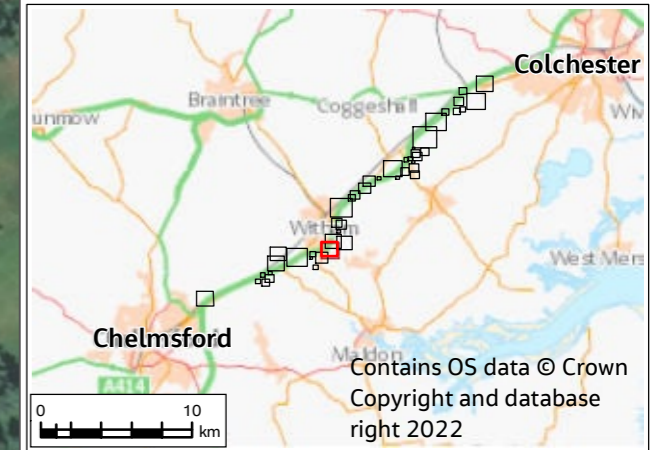 Colchester
Braintree
Coggeshall
unmow
Witham
West Mers
Chelmsford
Maldon
Contains OS data © Crown
Copyright and database
right 2022
A414
0 10
km